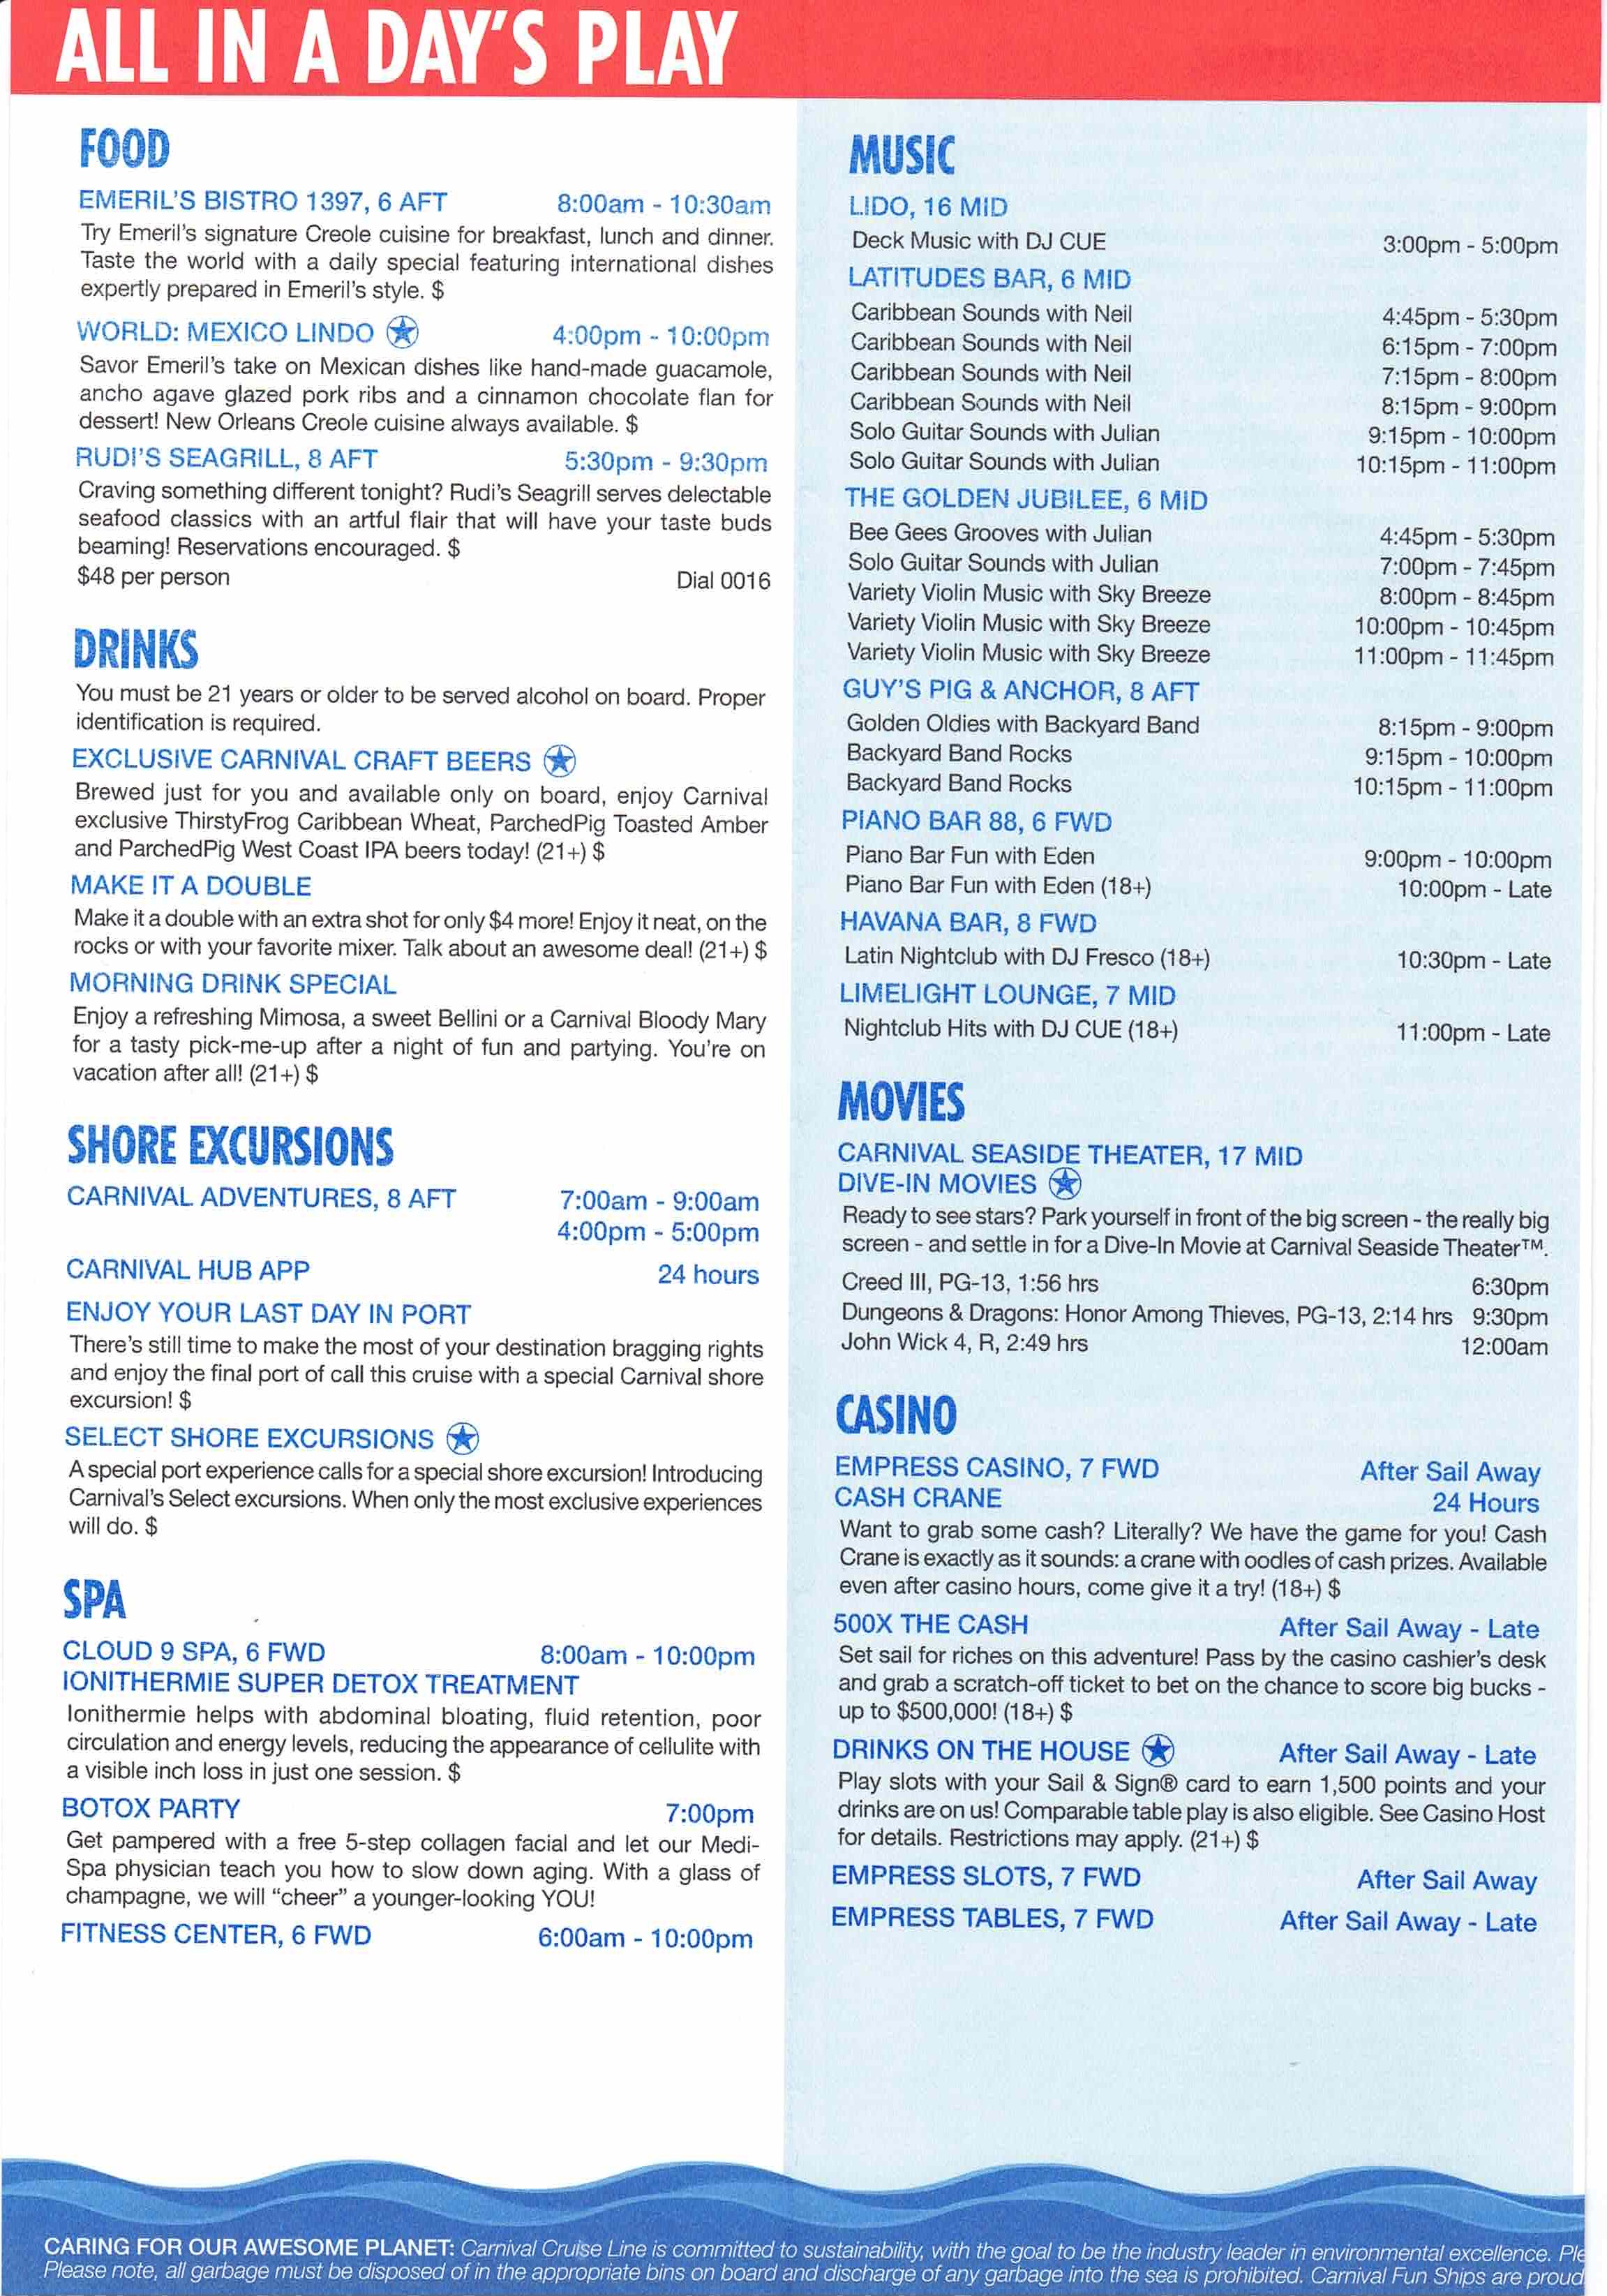 ALL IN A DAY'S PLAY
FOOD
EMERIL'S BISTRO 1397, 6 AFT 8:00am - 10:30am
Try Emeril's signature Creole cuisine for breakfast, lunch and dinner.
Taste the world with a daily special featuring international dishes
expertly prepared in Emeril's style. $
WORLD: MEXICO LINDO 4:00pm - 10:00pm
Savor Emeril's take on Mexican dishes like hand-made guacamole,
ancho agave glazed pork ribs and a cinnamon chocolate flan for
dessert! New Orleans Creole cuisine always available. $
RUDI'S SEAGRILL, 8 AFT 5:30pm - 9:30pm
Craving something different tonight? Rudi's Seagrill serves delectable
seafood classics with an artful flair that will have your taste buds
beaming! Reservations encouraged. $
$48 per person Dial 0016
DRINKS
You must be 21 years or older to be served alcohol on board. Proper
identification is required.
EXCLUSIVE CARNIVAL CRAFT BEERS
Brewed just for you and available only on board, enjoy Carnival
exclusive ThirstyFrog Caribbean Wheat, ParchedPig Toasted Amber
and ParchedPig West Coast IPA beers today! (21+) $
MAKE IT A DOUBLE
Make it a double with an extra shot for only $4 more! Enjoy it neat, on the
rocks or with your favorite mixer. Talk about an awesome deal! (21+) $
MORNING DRINK SPECIAL
Enjoy a refreshing Mimosa, a sweet Bellini or a Carnival Bloody Mary
for a tasty pick-me-up after a night of fun and partying. You're on
vacation after all! (21+) $
SHORE EXCURSIONS
CARNIVAL ADVENTURES, 8 AFT 7:00am - 9:00am
4:00pm - 5:00pm
CARNIVAL HUB APP 24 hours
ENJOY YOUR LAST DAY IN PORT
There's still time to make the most of your destination bragging rights
and enjoy the final port of call this cruise with a special Carnival shore
excursion! $
SELECT SHORE EXCURSIONS
A special port experience calls for a special shore excursion! Introducing
Carnival's Select excursions. When only the most exclusive experiences
will do. $
SPA
CLOUD 9 SPA, 6 FWD 8:00am - 10:00pm
IONITHERMIE SUPER DETOX TREATMENT
Ionithermie helps with abdominal bloating, fluid retention, poor
circulation and energy levels, reducing the appearance of cellulite with
a visible inch loss in just one session. $
BOTOX PARTY 7:00pm
Get pampered with a free 5-step collagen facial and let our Medi-
Spa physician teach you how to slow down aging. With a glass of
champagne, we will "cheer" a younger-looking YOU!
FITNESS CENTER, 6 FWD 6:00am - 10:00pm
MUSIC
LIDO, 16 MID
Deck Music with DJ CUE 3:00pm - 5:00pm
LATITUDES BAR, 6 MID
Caribbean Sounds with Neil 4:45pm - 5:30pm
Caribbean Sounds with Neil 6:15pm - 7:00pm
Caribbean Sounds with Neil 7:15pm - 8:00pm
Caribbean Sounds with Neil 8:15pm - 9:00pm
Solo Guitar Sounds with Julian 9:15pm - 10:00pm
Solo Guitar Sounds with Julian 10:15pm - 11:00pm
THE GOLDEN JUBILEE, 6 MID
Bee Gees Grooves with Julian 4:45pm - 5:30pm
Solo Guitar Sounds with Julian 7:00pm - 7:45pm
Variety Violin Music with Sky Breeze 8:00pm - 8:45pm
Variety Violin Music with Sky Breeze 10:00pm - 10:45pm
Variety Violin Music with Sky Breeze 11:00pm - 11:45pm
GUY'S PIG & ANCHOR, 8 AFT
Golden Oldies with Backyard Band 8:15pm - 9:00pm
Backyard Band Rocks 9:15pm - 10:00pm
Backyard Band Rocks 10:15pm - 11:00pm
PIANO BAR 88, 6 FWD
Piano Bar Fun with Eden 9:00pm - 10:00pm
Piano Bar Fun with Eden (18+) 10:00pm - Late
HAVANA BAR, 8 FWD
Latin Nightclub with DJ Fresco (18+) 10:30pm - Late
LIMELIGHT LOUNGE, 7 MID
Nightclub Hits with DJ CUE (18+) 11:00pm - Late
MOVIES
CARNIVAL SEASIDE THEATER, 17 MID
DIVE-IN MOVIES
Ready to see stars? Park yourself in front of the big screen - the really big
screen - and settle in for a Dive-In Movie at Carnival Seaside Theater™.
Creed III, PG-13, 1:56 hrs 6:30pm
Dungeons & Dragons: Honor Among Thieves, PG-13, 2:14 hrs 9:30pm
John Wick 4, R, 2:49 hrs 12:00am
CASINO
EMPRESS CASINO, 7 FWD After Sail Away
CASH CRANE 24 Hours
Want to grab some cash? Literally? We have the game for you! Cash
Crane is exactly as it sounds: a crane with oodles of cash prizes. Available
even after casino hours, come give it a try! (18+) $
500X THE CASH After Sail Away - Late
Set sail for riches on this adventure! Pass by the casino cashier's desk
and grab a scratch-off ticket to bet on the chance to score big bucks -
up to $500,000! (18+) $
DRINKS ON THE HOUSE After Sail Away - Late
Play slots with your Sail & Sign® card to earn 1,500 points and your
drinks are on us! Comparable table play is also eligible. See Casino Host
for details. Restrictions may apply. (21+) $
EMPRESS SLOTS, 7 FWD After Sail Away
EMPRESS TABLES, 7 FWD After Sail Away - Late
CARING FOR OUR AWESOME PLANET: Carnival Cruise Line is committed to sustainability, with the goal to be the industry leader in environmental excellence. Ple
Please note, all garbage must be disposed of in the appropriate bins on board and discharge of any garbage into the sea is prohibited. Carnival Fun Ships are proud